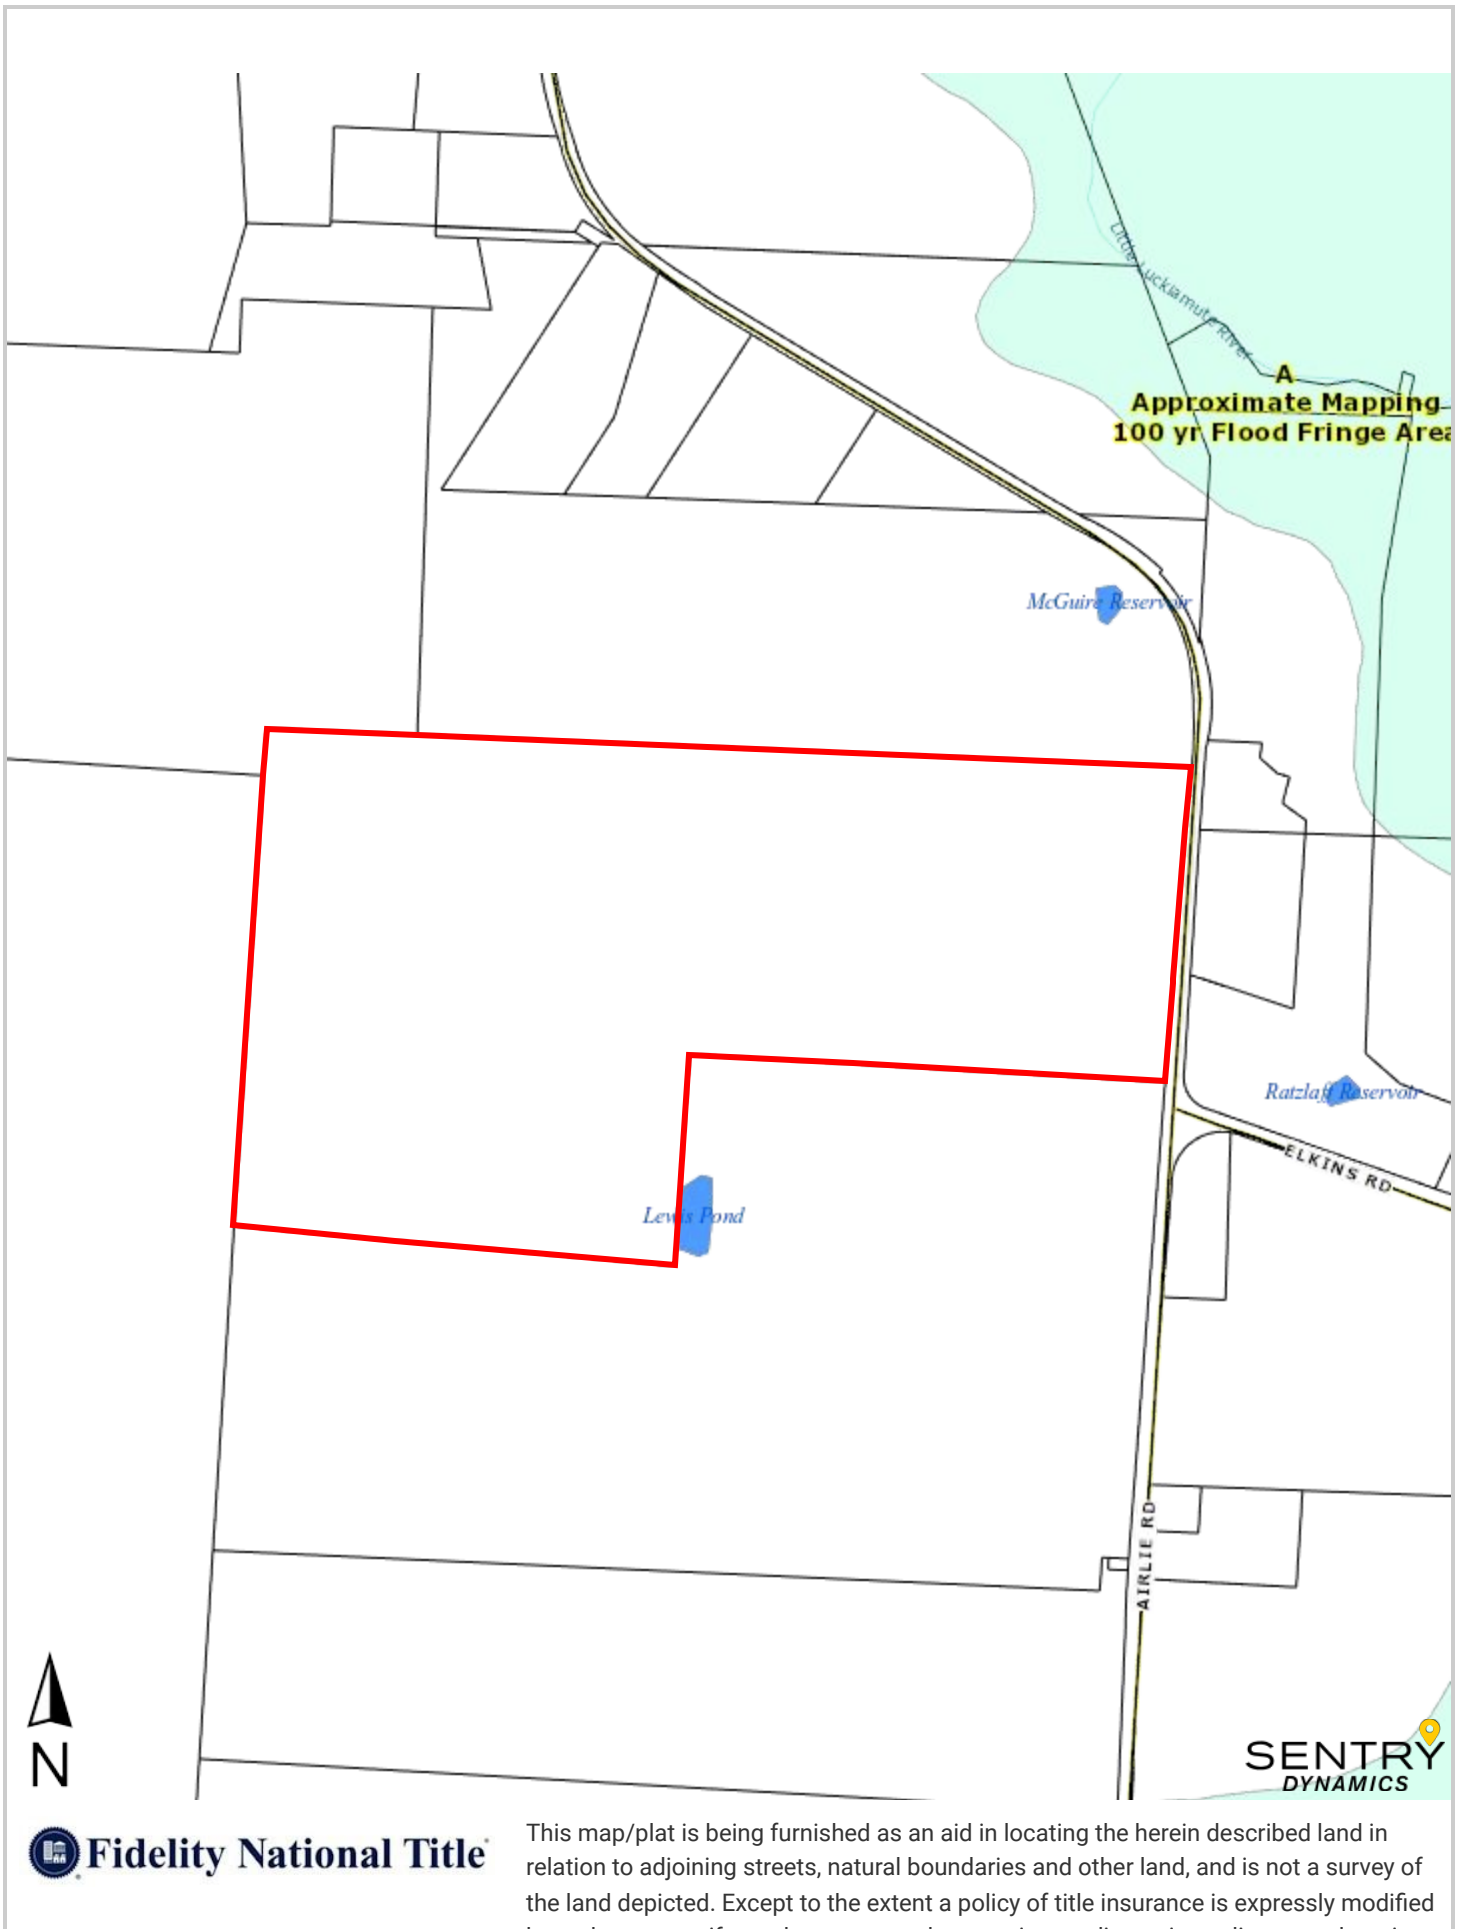 Little Luckiamute River
A
Approximate Mapping
100 yr Flood Fringe Area
McGuire Reservoir
Ratzlaff Reservoir
ELKINS RD
Lewis Pond
AIRLIE RD
N
SENTRY
DYNAMICS
Fidelity National Title
This map/plat is being furnished as an aid in locating the herein described land in
relation to adjoining streets, natural boundaries and other land, and is not a survey of
the land depicted. Except to the extent a policy of title insurance is expressly modified